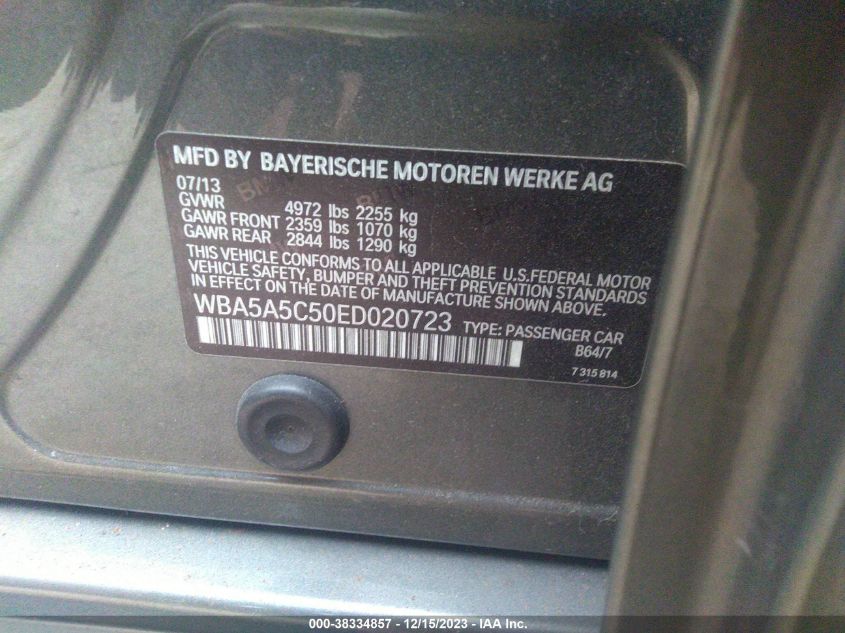 MFD BY BAYERISCHE MOTOREN WERKE AG
07/13
GVWR 4972 lbs 2255 kg
GAWR FRONT 2359 lbs 1070 kg
GAWR REAR 2844 lbs 1290 kg
THIS VEHICLE CONFORMS TO ALL APPLICABLE U.S.FEDERAL MOTOR
VEHICLE SAFETY, BUMPER AND THEFT PREVENTION STANDARDS
IN EFFECT ON THE DATE OF MANUFACTURE SHOWN ABOVE.
WBA5A5C50ED020723 TYPE: PASSENGER CAR
B64/7
7 315 814
000-38334857 - 12/15/2023 - IAA Inc.